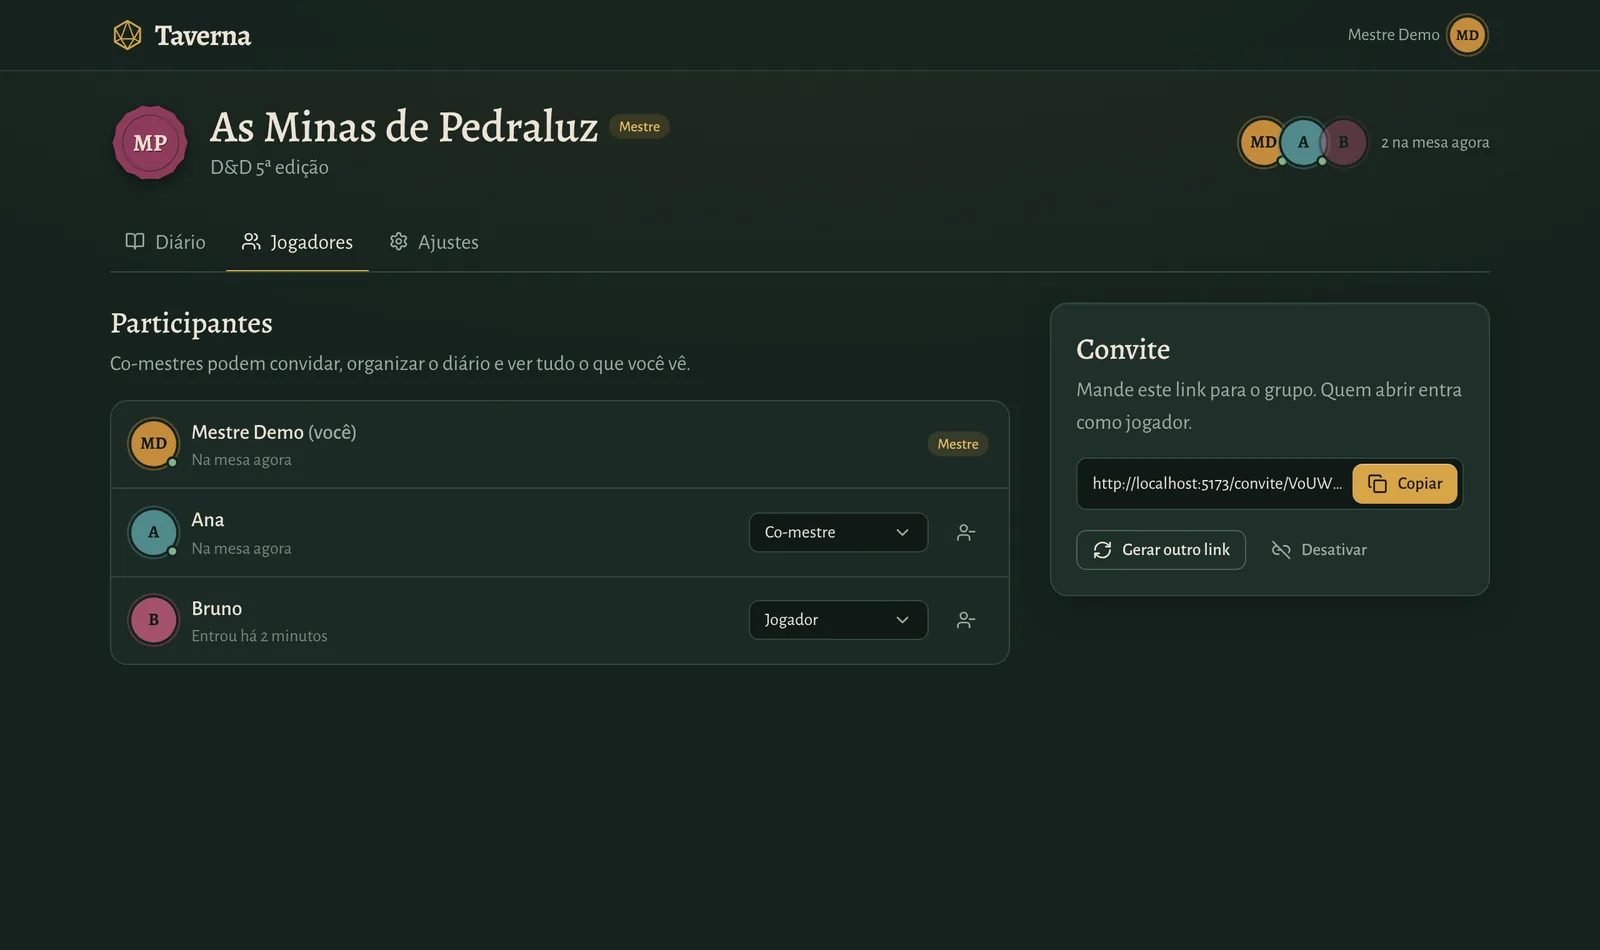 Taverna
Mestre Demo MD
MP
As Minas de Pedraluz Mestre
D&D 5ª edição
MD A B 2 na mesa agora
Diário Jogadores Ajustes
Participantes
Co-mestres podem convidar, organizar o diário e ver tudo o que você vê.
MD Mestre Demo (você)
Na mesa agora
Mestre
A Ana
Na mesa agora
Co-mestre
B Bruno
Entrou há 2 minutos
Jogador
Convite
Mande este link para o grupo. Quem abrir entra
como jogador.
http://localhost:5173/convite/VoUW... Copiar
Gerar outro link Desativar